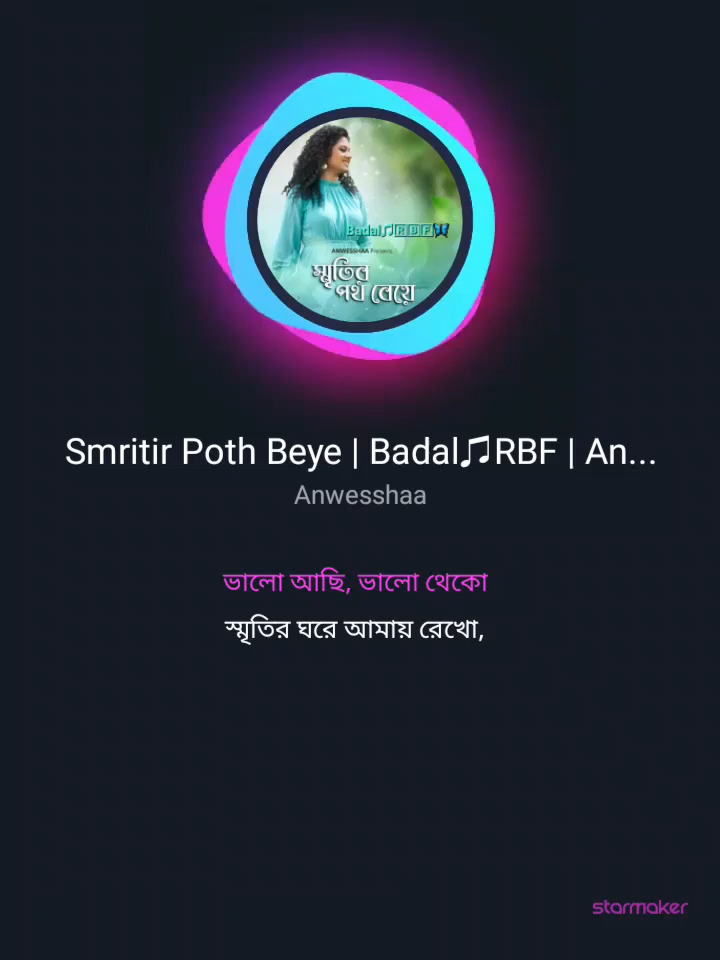 Badal🎵🅁🄱🄵🦋
ANWESSHAA Presents
স্মৃতির
পথ বেয়ে
Smritir Poth Beye | Badal🎵RBF | An...
Anwesshaa
ভালো আছি, ভালো থেকো
স্মৃতির ঘরে আমায় রেখো,
starmaker